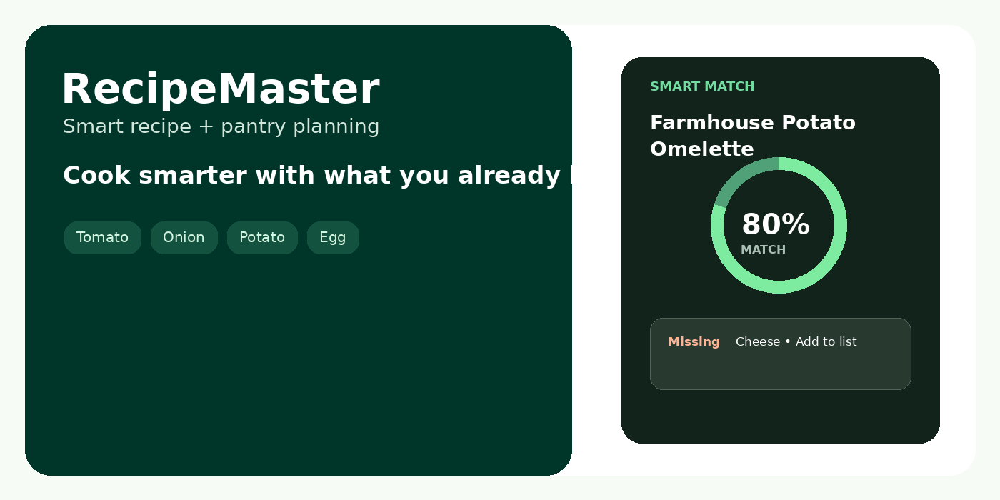 RecipeMaster
Smart recipe + pantry planning
Cook smarter with what you already
Tomato
Onion
Potato
Egg
SMART MATCH
Farmhouse Potato
Omelette
80%
MATCH
Missing Cheese • Add to list